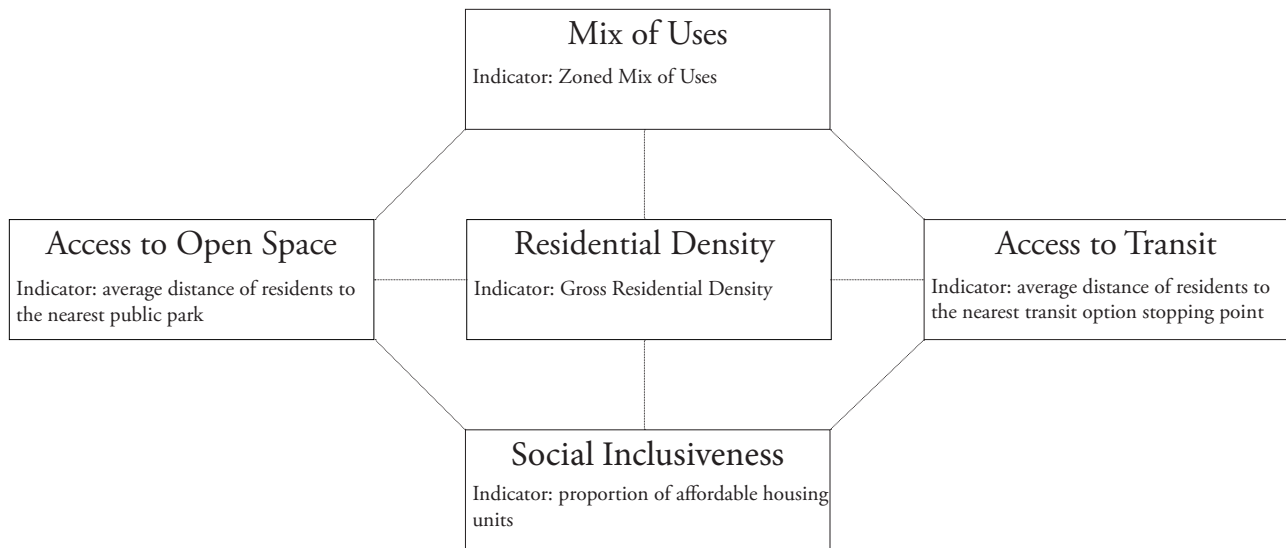 Mix of Uses
Indicator: Zoned Mix of Uses
Access to Open Space
Indicator: average distance of residents to
the nearest public park
Residential Density
Indicator: Gross Residential Density
Access to Transit
Indicator: average distance of residents to
the nearest transit option stopping point
Social Inclusiveness
Indicator: proportion of affordable housing
units